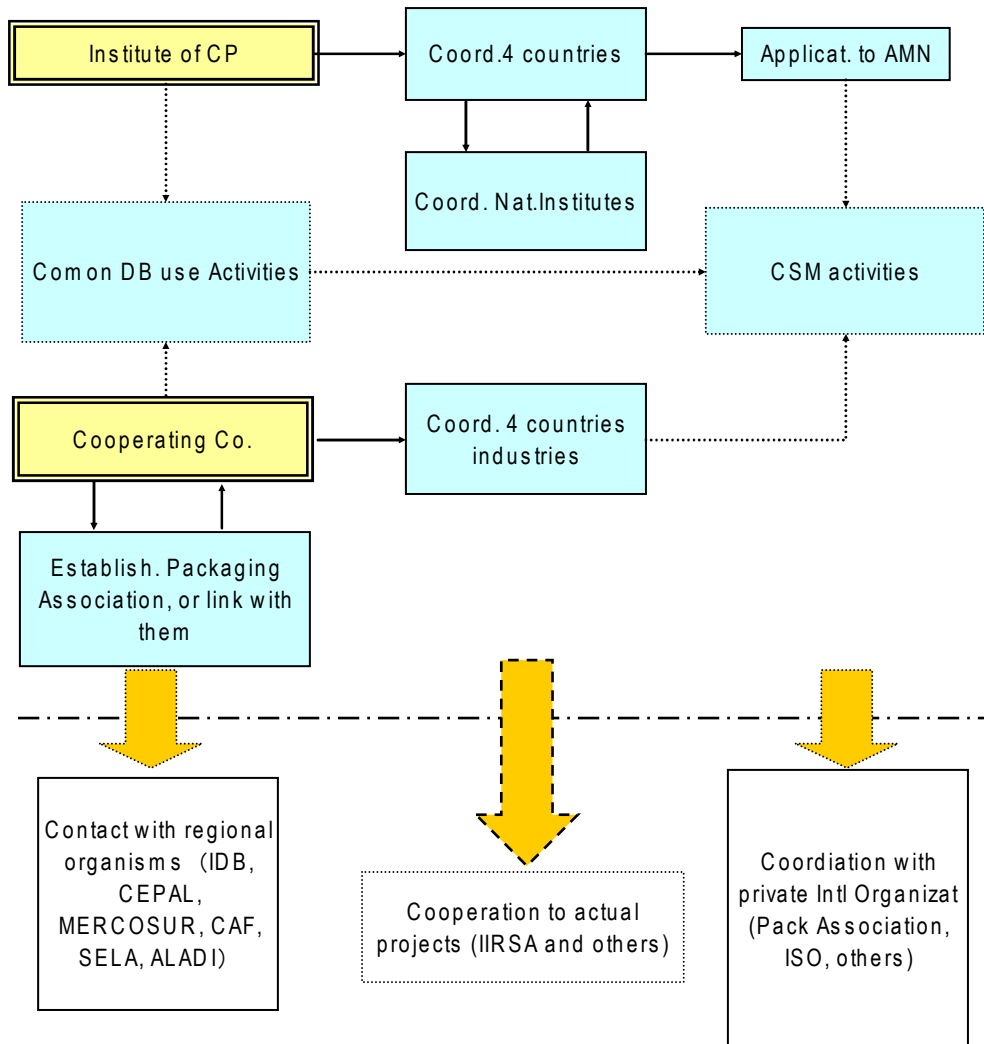 Institute of CP
Coord.4 countries
Applicat. to AMN
Coord. Nat.Institutes
Comon DB use Activities
CSM activities
Cooperating Co.
Coord. 4 countries
industries
Establish. Packaging
Association, or link with
them
Contact with regional
organisms （IDB,
CEPAL,
MERCOSUR, CAF,
SELA, ALADI）
Cooperation to actual
projects (IIRSA and others)
Coordiation with
private Intl Organizat
(Pack Association,
ISO, others)